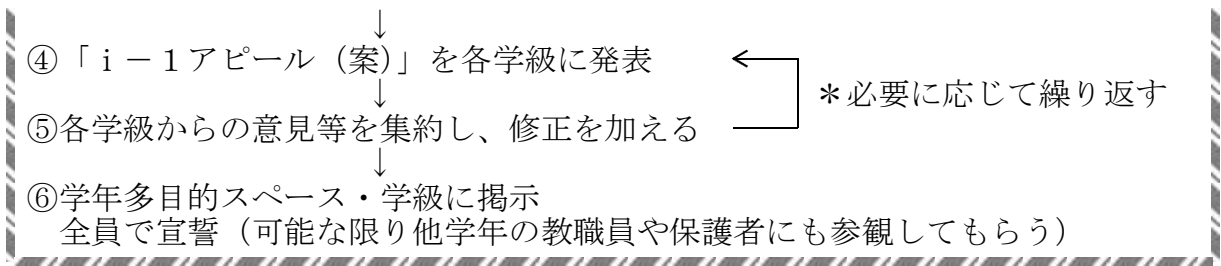 ↓
④「i－1アピール（案）」を各学級に発表
↓
＊必要に応じて繰り返す
⑤各学級からの意見等を集約し、修正を加える
↓
⑥学年多目的スペース・学級に掲示
全員で宣誓（可能な限り他学年の教職員や保護者にも参観してもらう）